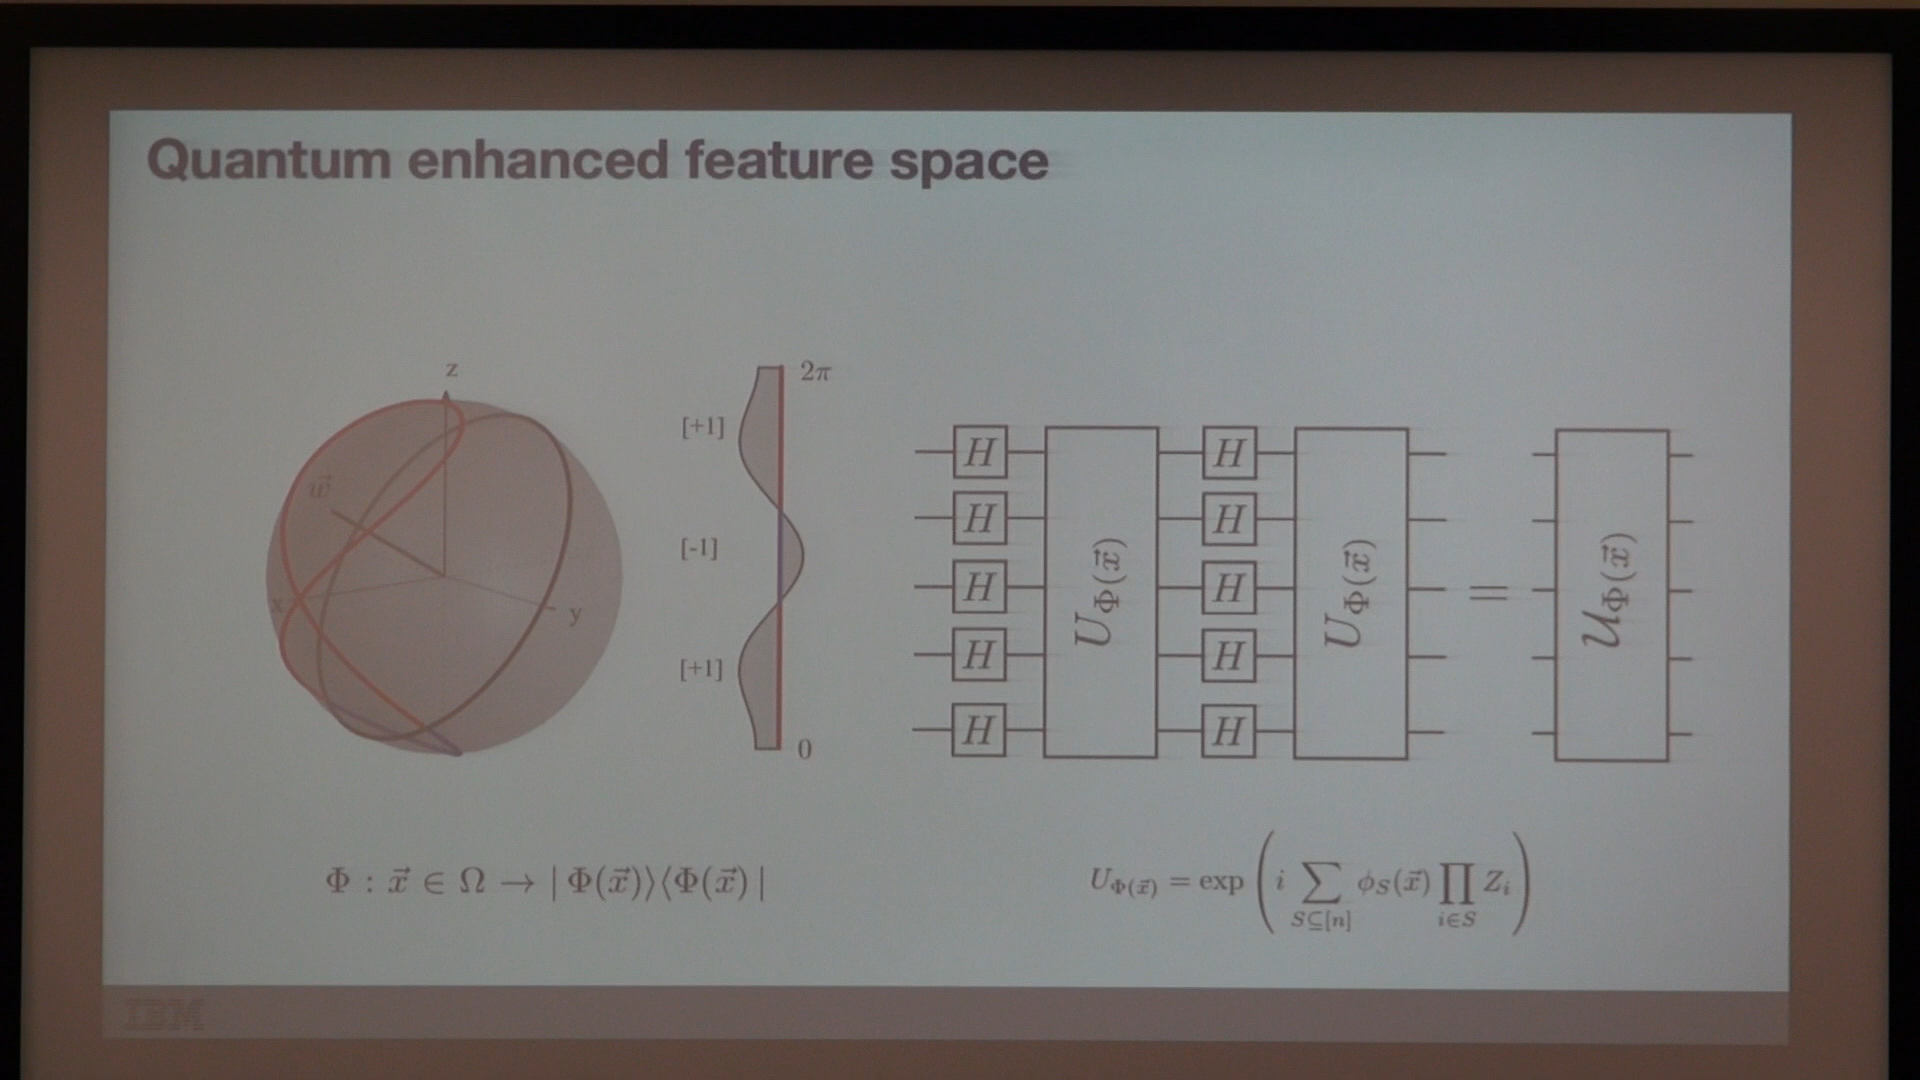 Quantum enhanced feature space
z
w⃗
x
y
2π
[+1]
[-1]
[+1]
0
H H
H H
H H
H H
H H
U_Φ(x⃗) U_Φ(x⃗) = 𝒰_Φ(x⃗)
Φ : x⃗ ∈ Ω → | Φ(x⃗)⟩⟨Φ(x⃗) |
U_Φ(x⃗) = exp ( i ∑_{S⊆[n]} ϕ_S(x⃗) ∏_{i∈S} Z_i )
IBM